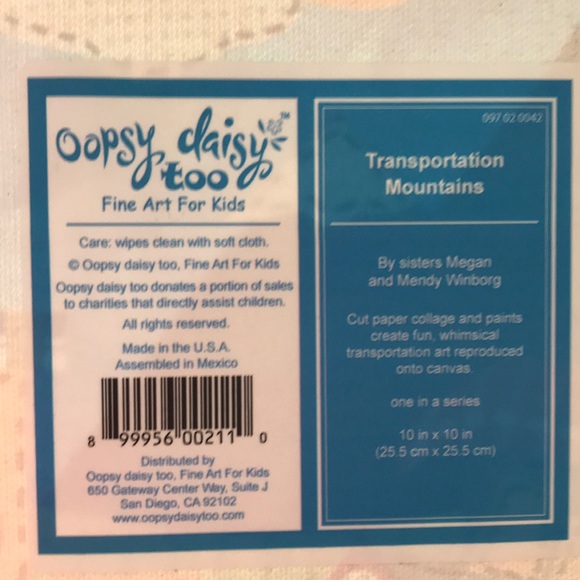 Oopsy daisy™
too
Fine Art For Kids
Care: wipes clean with soft cloth.
© Oopsy daisy too, Fine Art For Kids
Oopsy daisy too donates a portion of sales
to charities that directly assist children.
All rights reserved.
Made in the U.S.A.
Assembled in Mexico
8 99956 00211 0
Distributed by
Oopsy daisy too, Fine Art For Kids
650 Gateway Center Way, Suite J
San Diego, CA 92102
www.oopsydaisytoo.com
097 02 0042
Transportation
Mountains
By sisters Megan
and Mendy Winborg
Cut paper collage and paints
create fun, whimsical
transportation art reproduced
onto canvas.
one in a series
10 in x 10 in
(25.5 cm x 25.5 cm)